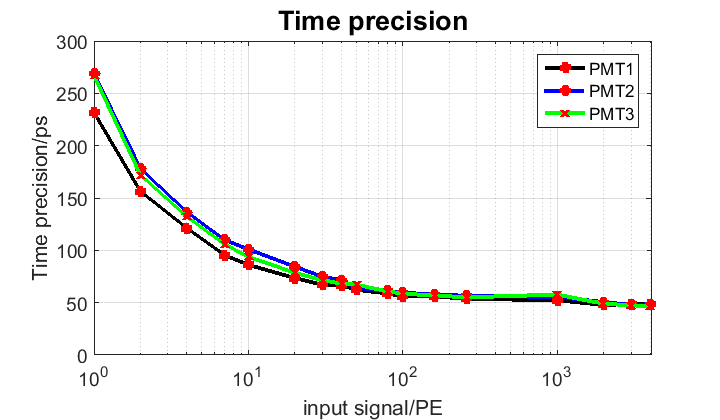 Time precision
300
250
200
150
100
50
0
Time precision/ps
10^0
10^1
10^2
10^3
input signal/PE
PMT1
PMT2
PMT3